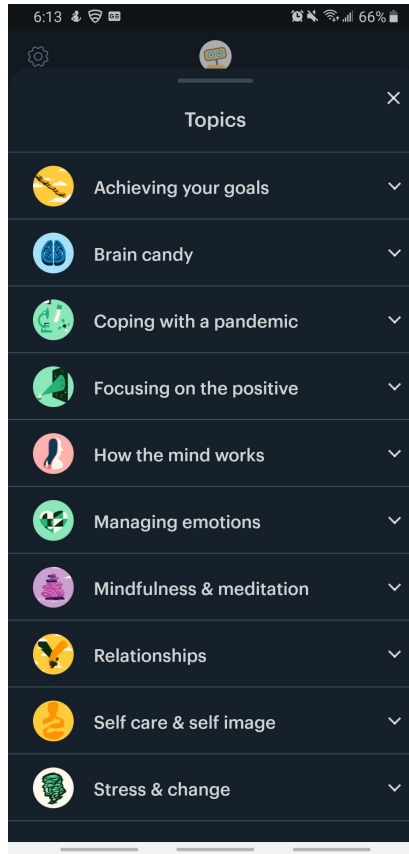 6:13
GE
66%
Topics
Achieving your goals
Brain candy
Coping with a pandemic
Focusing on the positive
How the mind works
Managing emotions
Mindfulness & meditation
Relationships
Self care & self image
Stress & change